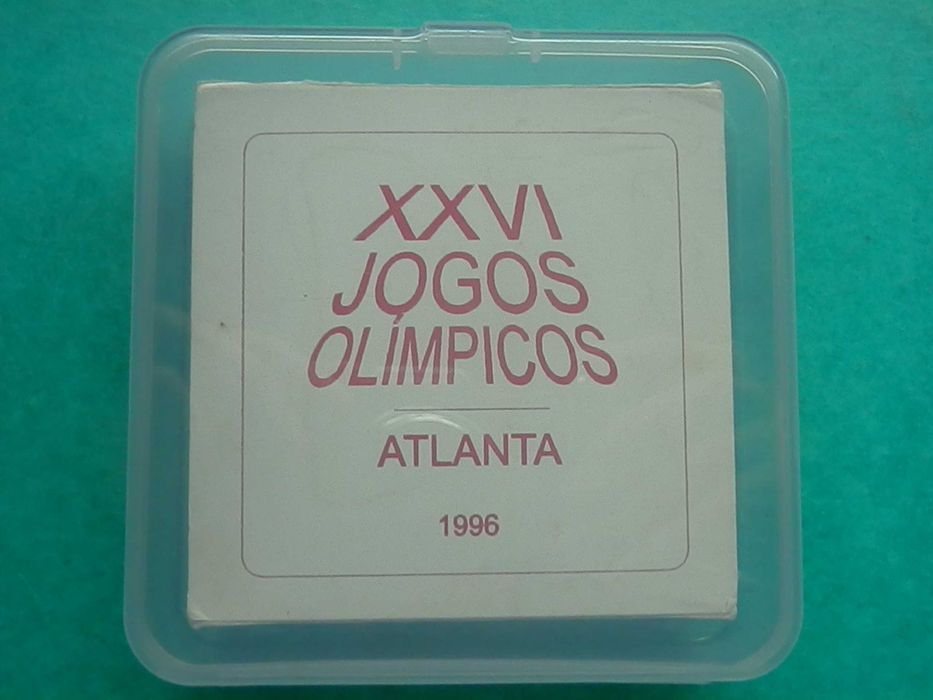 XXVI
JOGOS
OLÍMPICOS
ATLANTA
1996